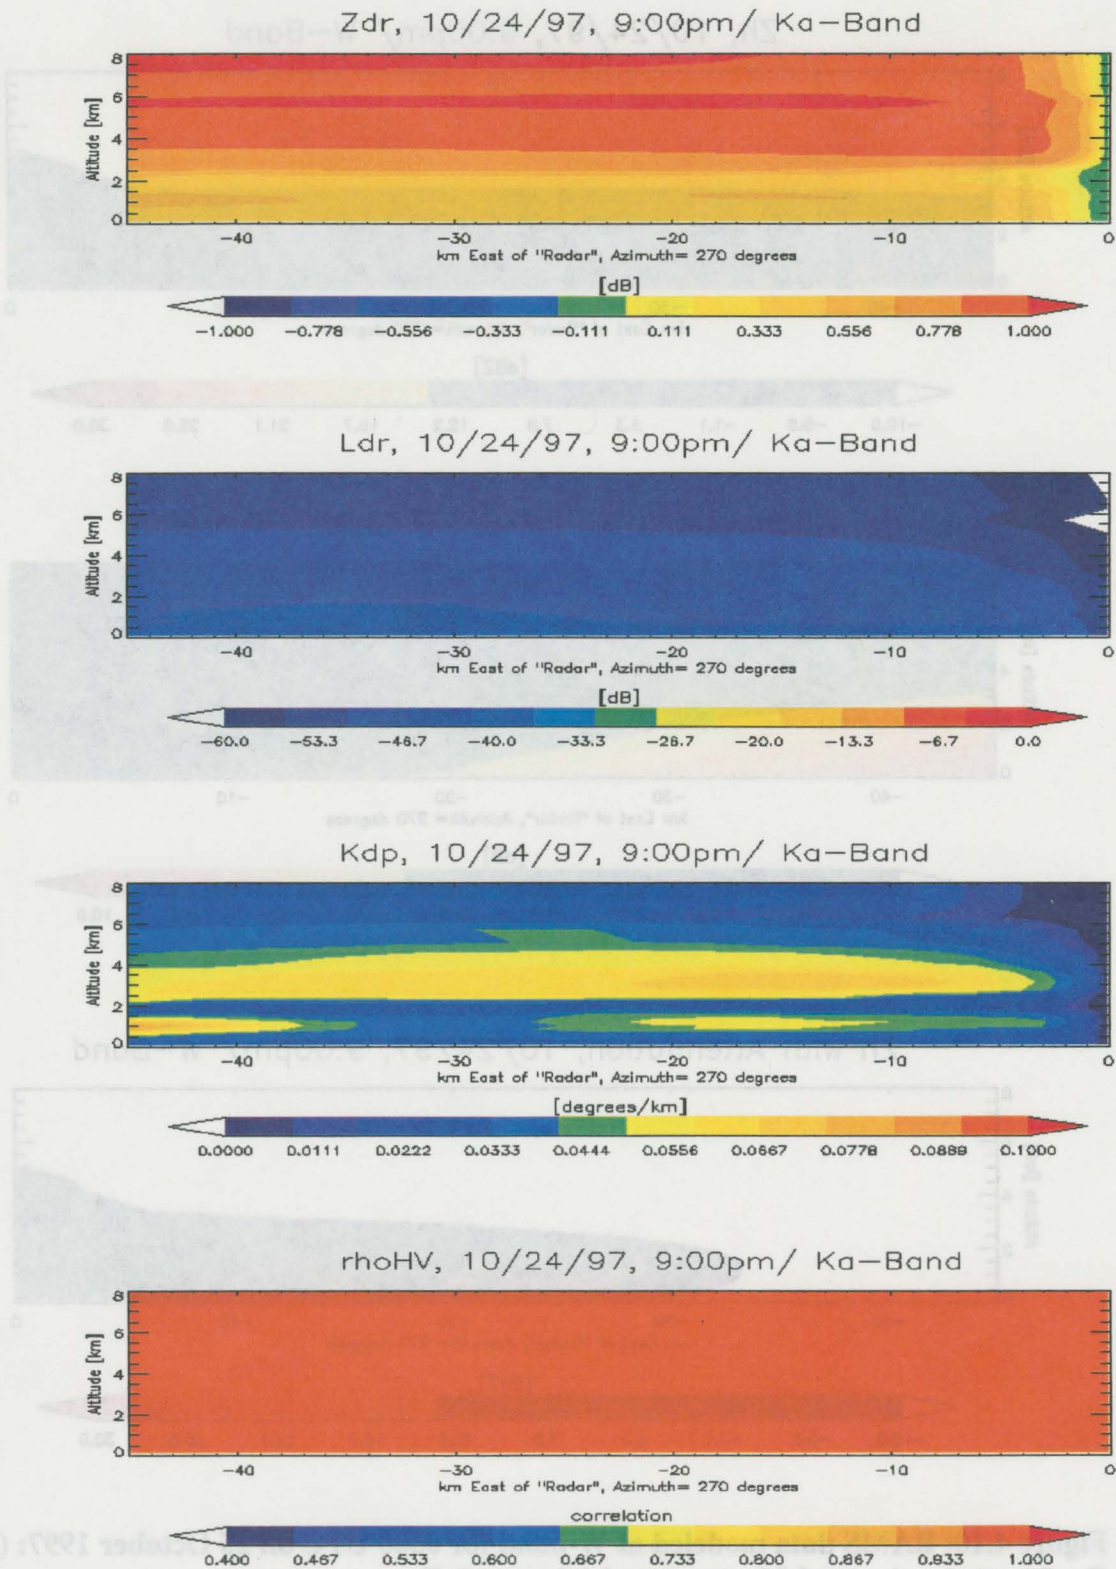 Zdr, 10/24/97, 9:00pm/ Ka-Band
8
6
4
2
0
Altitude [km]
-40 -30 -20 -10 0
km East of "Radar", Azimuth= 270 degrees
[dB]
-1.000 -0.778 -0.556 -0.333 -0.111 0.111 0.333 0.556 0.778 1.000
Ldr, 10/24/97, 9:00pm/ Ka-Band
8
6
4
2
0
Altitude [km]
-40 -30 -20 -10 0
km East of "Radar", Azimuth= 270 degrees
[dB]
-60.0 -53.3 -46.7 -40.0 -33.3 -26.7 -20.0 -13.3 -6.7 0.0
Kdp, 10/24/97, 9:00pm/ Ka-Band
8
6
4
2
0
Altitude [km]
-40 -30 -20 -10 0
km East of "Radar", Azimuth= 270 degrees
[degrees/km]
0.0000 0.0111 0.0222 0.0333 0.0444 0.0556 0.0667 0.0778 0.0889 0.1000
rhoHV, 10/24/97, 9:00pm/ Ka-Band
8
6
4
2
0
Altitude [km]
-40 -30 -20 -10 0
km East of "Radar", Azimuth= 270 degrees
correlation
0.400 0.467 0.533 0.600 0.667 0.733 0.800 0.867 0.933 1.000